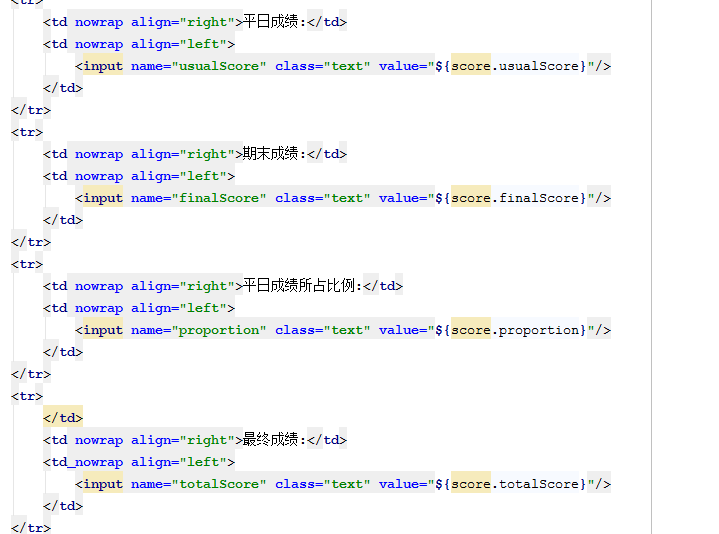 <tr>
<td nowrap align="right">平日成绩:</td>
<td nowrap align="left">
<input name="usualScore" class="text" value="${score.usualScore}"/>
</td>
</tr>
<tr>
<td nowrap align="right">期末成绩:</td>
<td nowrap align="left">
<input name="finalScore" class="text" value="${score.finalScore}"/>
</td>
</tr>
<tr>
<td nowrap align="right">平日成绩所占比例:</td>
<td nowrap align="left">
<input name="proportion" class="text" value="${score.proportion}"/>
</td>
</tr>
<tr>
</td>
<td nowrap align="right">最终成绩:</td>
<td nowrap align="left">
<input name="totalScore" class="text" value="${score.totalScore}"/>
</td>
</tr>